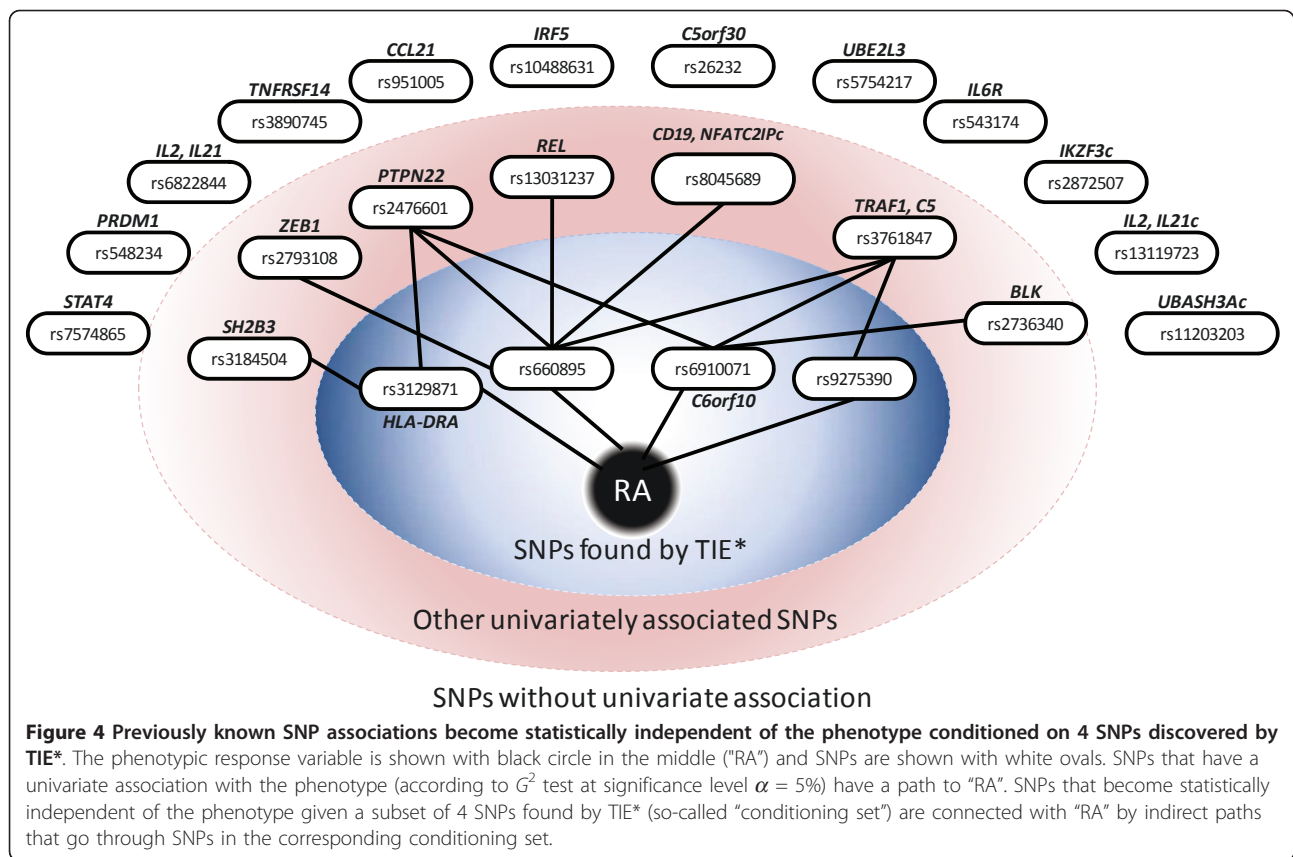 IRF5
rs10488631
C5orf30
rs26232
CCL21
rs951005
UBE2L3
rs5754217
TNFRSF14
rs3890745
IL6R
rs543174
IL2, IL21
rs6822844
REL
rs13031237
CD19, NFATC2IPc
rs8045689
IKZF3c
rs2872507
PTPN22
rs2476601
PRDM1
rs548234
ZEB1
rs2793108
TRAF1, C5
rs3761847
IL2, IL21c
rs13119723
STAT4
rs7574865
SH2B3
rs3184504
BLK
rs2736340
UBASH3Ac
rs11203203
rs3129871
HLA-DRA
rs660895
rs6910071
C6orf10
rs9275390
RA
SNPs found by TIE*
Other univariately associated SNPs
SNPs without univariate association
Figure 4 Previously known SNP associations become statistically independent of the phenotype conditioned on 4 SNPs discovered by
TIE*. The phenotypic response variable is shown with black circle in the middle ("RA") and SNPs are shown with white ovals. SNPs that have a
univariate association with the phenotype (according to G² test at significance level α = 5%) have a path to "RA". SNPs that become statistically
independent of the phenotype given a subset of 4 SNPs found by TIE* (so-called "conditioning set") are connected with "RA" by indirect paths
that go through SNPs in the corresponding conditioning set.